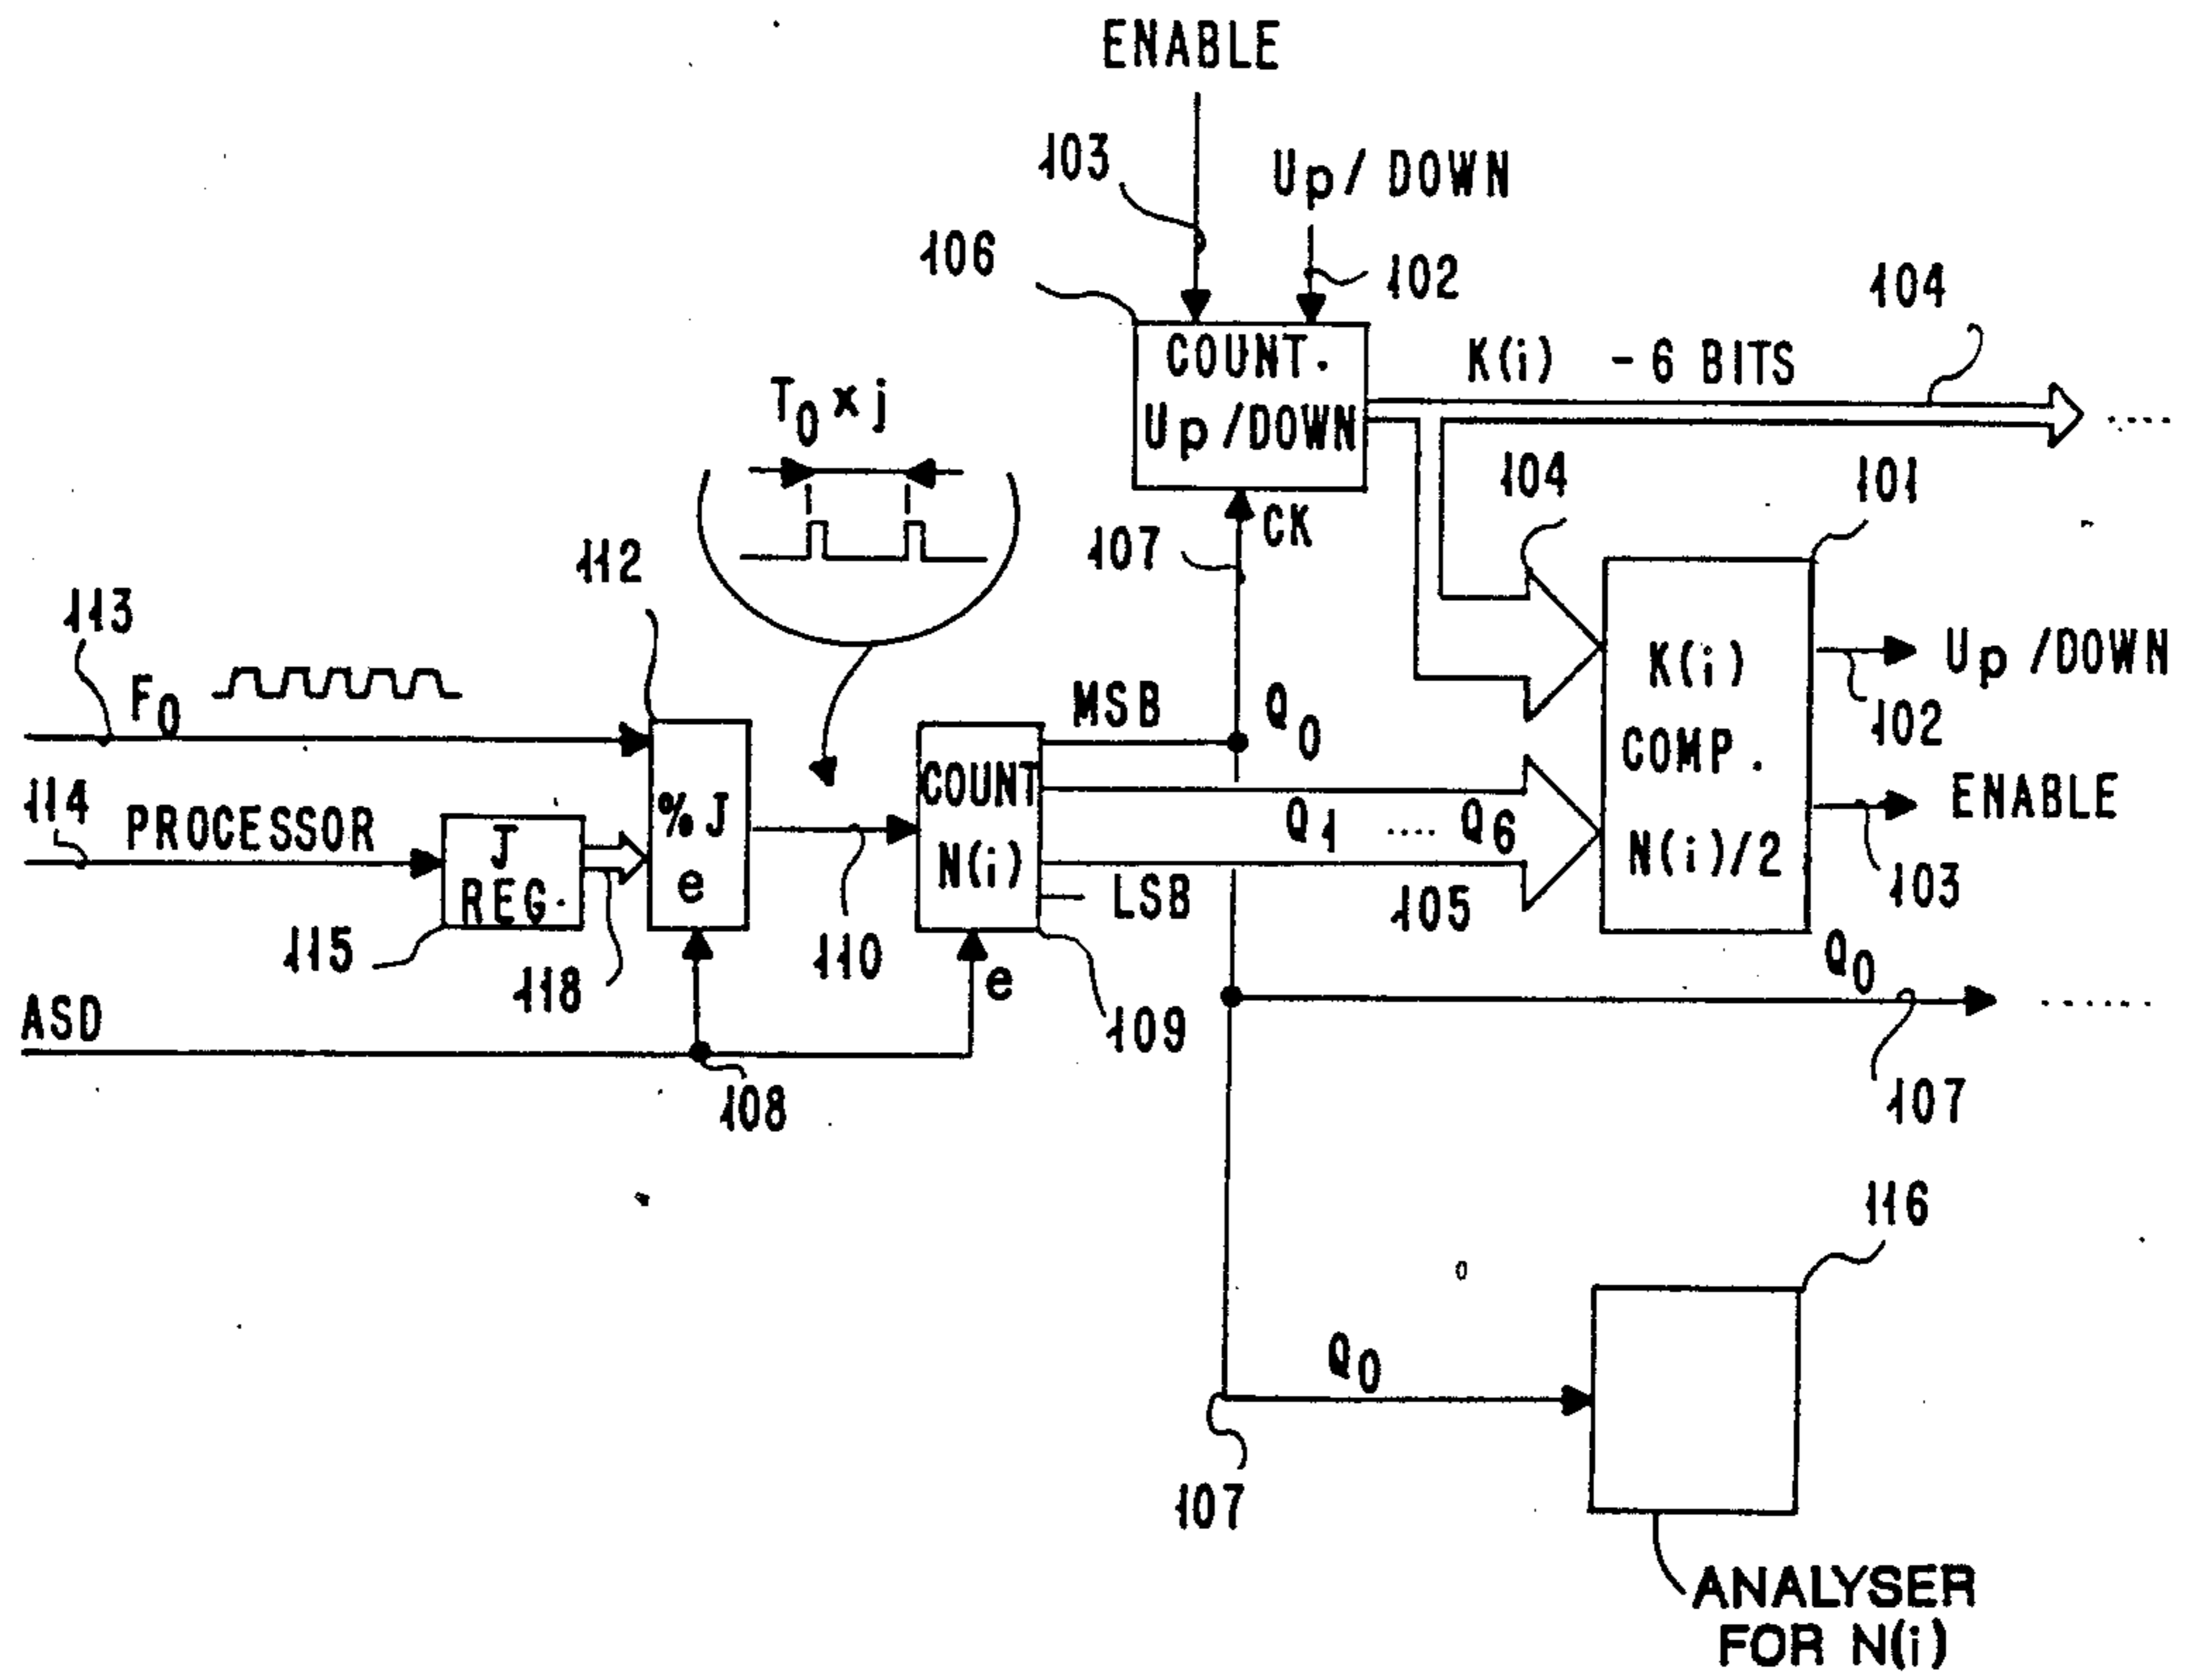 ENABLE
103
Up/ DOWN
106
102
104
COUNT.
Up/DOWN
K(i) - 6 BITS
.....
T0 x j
104
101
CK
107
112
113
F0
K(i)
COMP.
N(i)/2
Up/DOWN
102
MSB
Q0
114
PROCESSOR
J
REG.
% J
e
COUNT
N(i)
Q1 .... Q6
ENABLE
103
LSB
105
115
118
110
e
109
Q0
......
ASD
108
107
116
Q0
107
ANALYSER
FOR N(i)